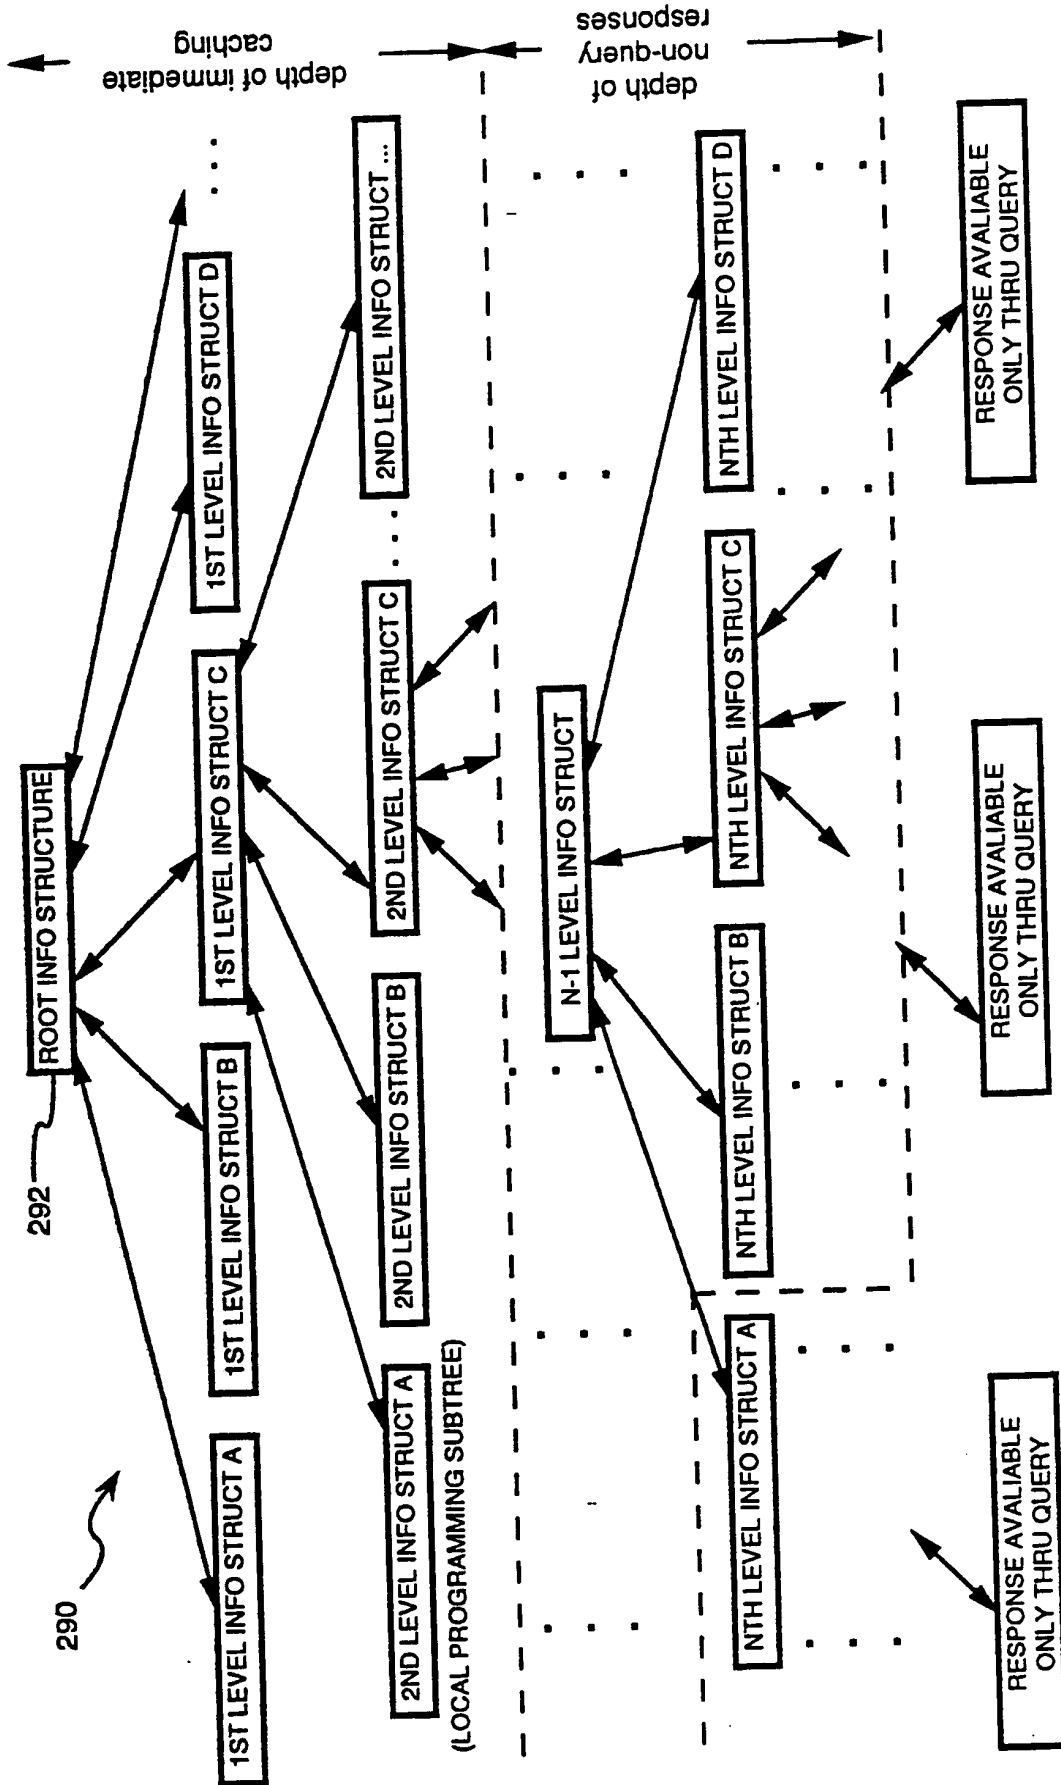 290
292
ROOT INFO STRUCTURE
1ST LEVEL INFO STRUCT A
1ST LEVEL INFO STRUCT B
1ST LEVEL INFO STRUCT C
1ST LEVEL INFO STRUCT D
. . .
depth of immediate
caching
2ND LEVEL INFO STRUCT A
(LOCAL PROGRAMMING SUBTREE)
2ND LEVEL INFO STRUCT B
2ND LEVEL INFO STRUCT C
. . .
2ND LEVEL INFO STRUCT ...
N-1 LEVEL INFO STRUCT
depth of
non-query
responses
NTH LEVEL INFO STRUCT A
NTH LEVEL INFO STRUCT B
NTH LEVEL INFO STRUCT C
NTH LEVEL INFO STRUCT D
RESPONSE AVALIABLE
ONLY THRU QUERY
RESPONSE AVALIABLE
ONLY THRU QUERY
RESPONSE AVALIABLE
ONLY THRU QUERY